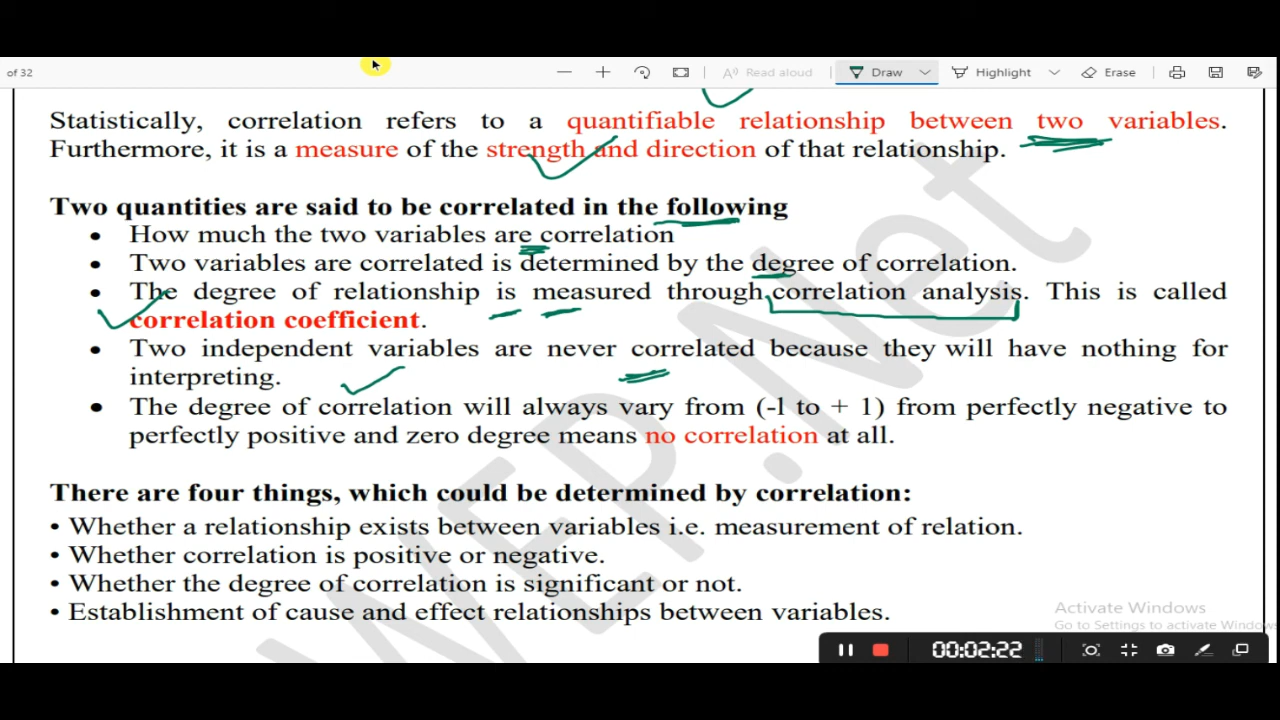 of 32
Read aloud
Draw
Highlight
Erase
Statistically, correlation refers to a quantifiable relationship between two variables.
Furthermore, it is a measure of the strength and direction of that relationship.
Two quantities are said to be correlated in the following
• How much the two variables are correlation
• Two variables are correlated is determined by the degree of correlation.
• The degree of relationship is measured through correlation analysis. This is called
correlation coefficient.
• Two independent variables are never correlated because they will have nothing for
interpreting.
• The degree of correlation will always vary from (-l to + 1) from perfectly negative to
perfectly positive and zero degree means no correlation at all.
There are four things, which could be determined by correlation:
• Whether a relationship exists between variables i.e. measurement of relation.
• Whether correlation is positive or negative.
• Whether the degree of correlation is significant or not.
• Establishment of cause and effect relationships between variables.
WEP.Net
Activate Windows
Go to Settings to activate Windows
00:02:22